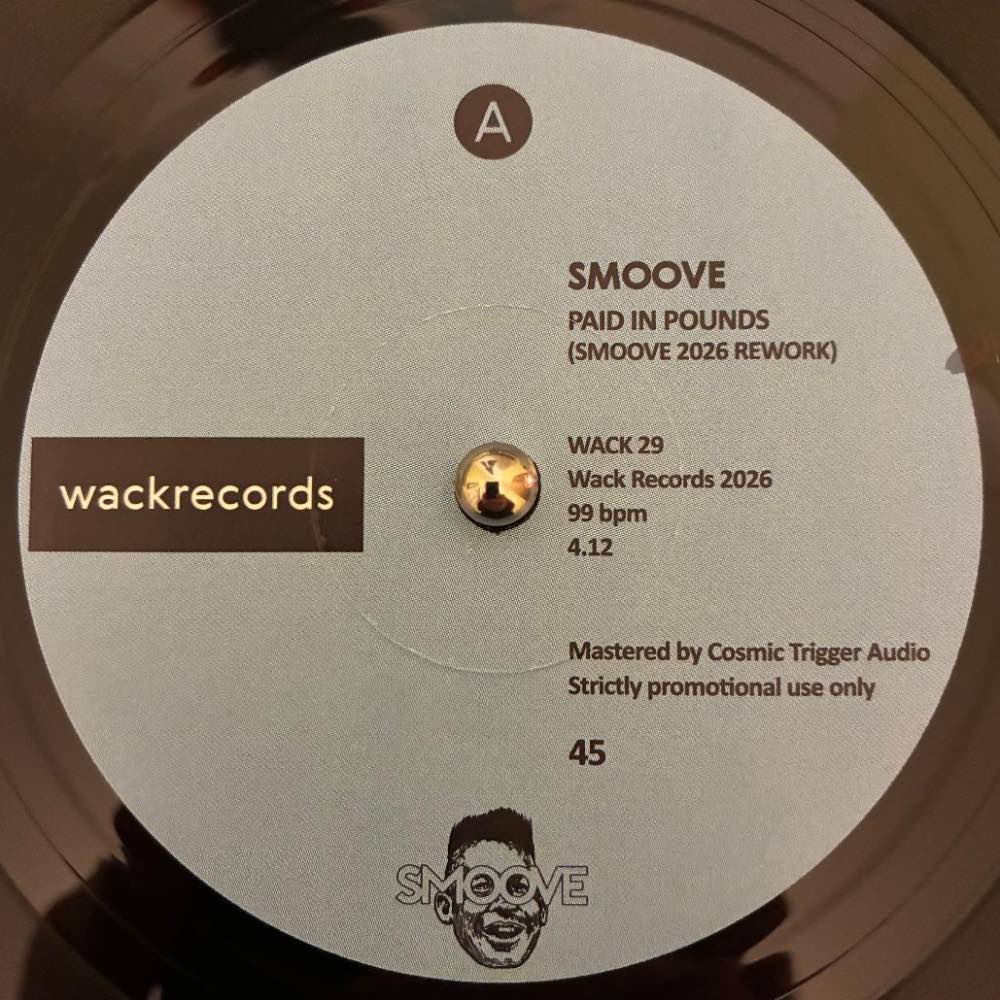 A
SMOOVE
PAID IN POUNDS
(SMOOVE 2026 REWORK)
wackrecords
WACK 29
Wack Records 2026
99 bpm
4.12
Mastered by Cosmic Trigger Audio
Strictly promotional use only
45
SMOOVE